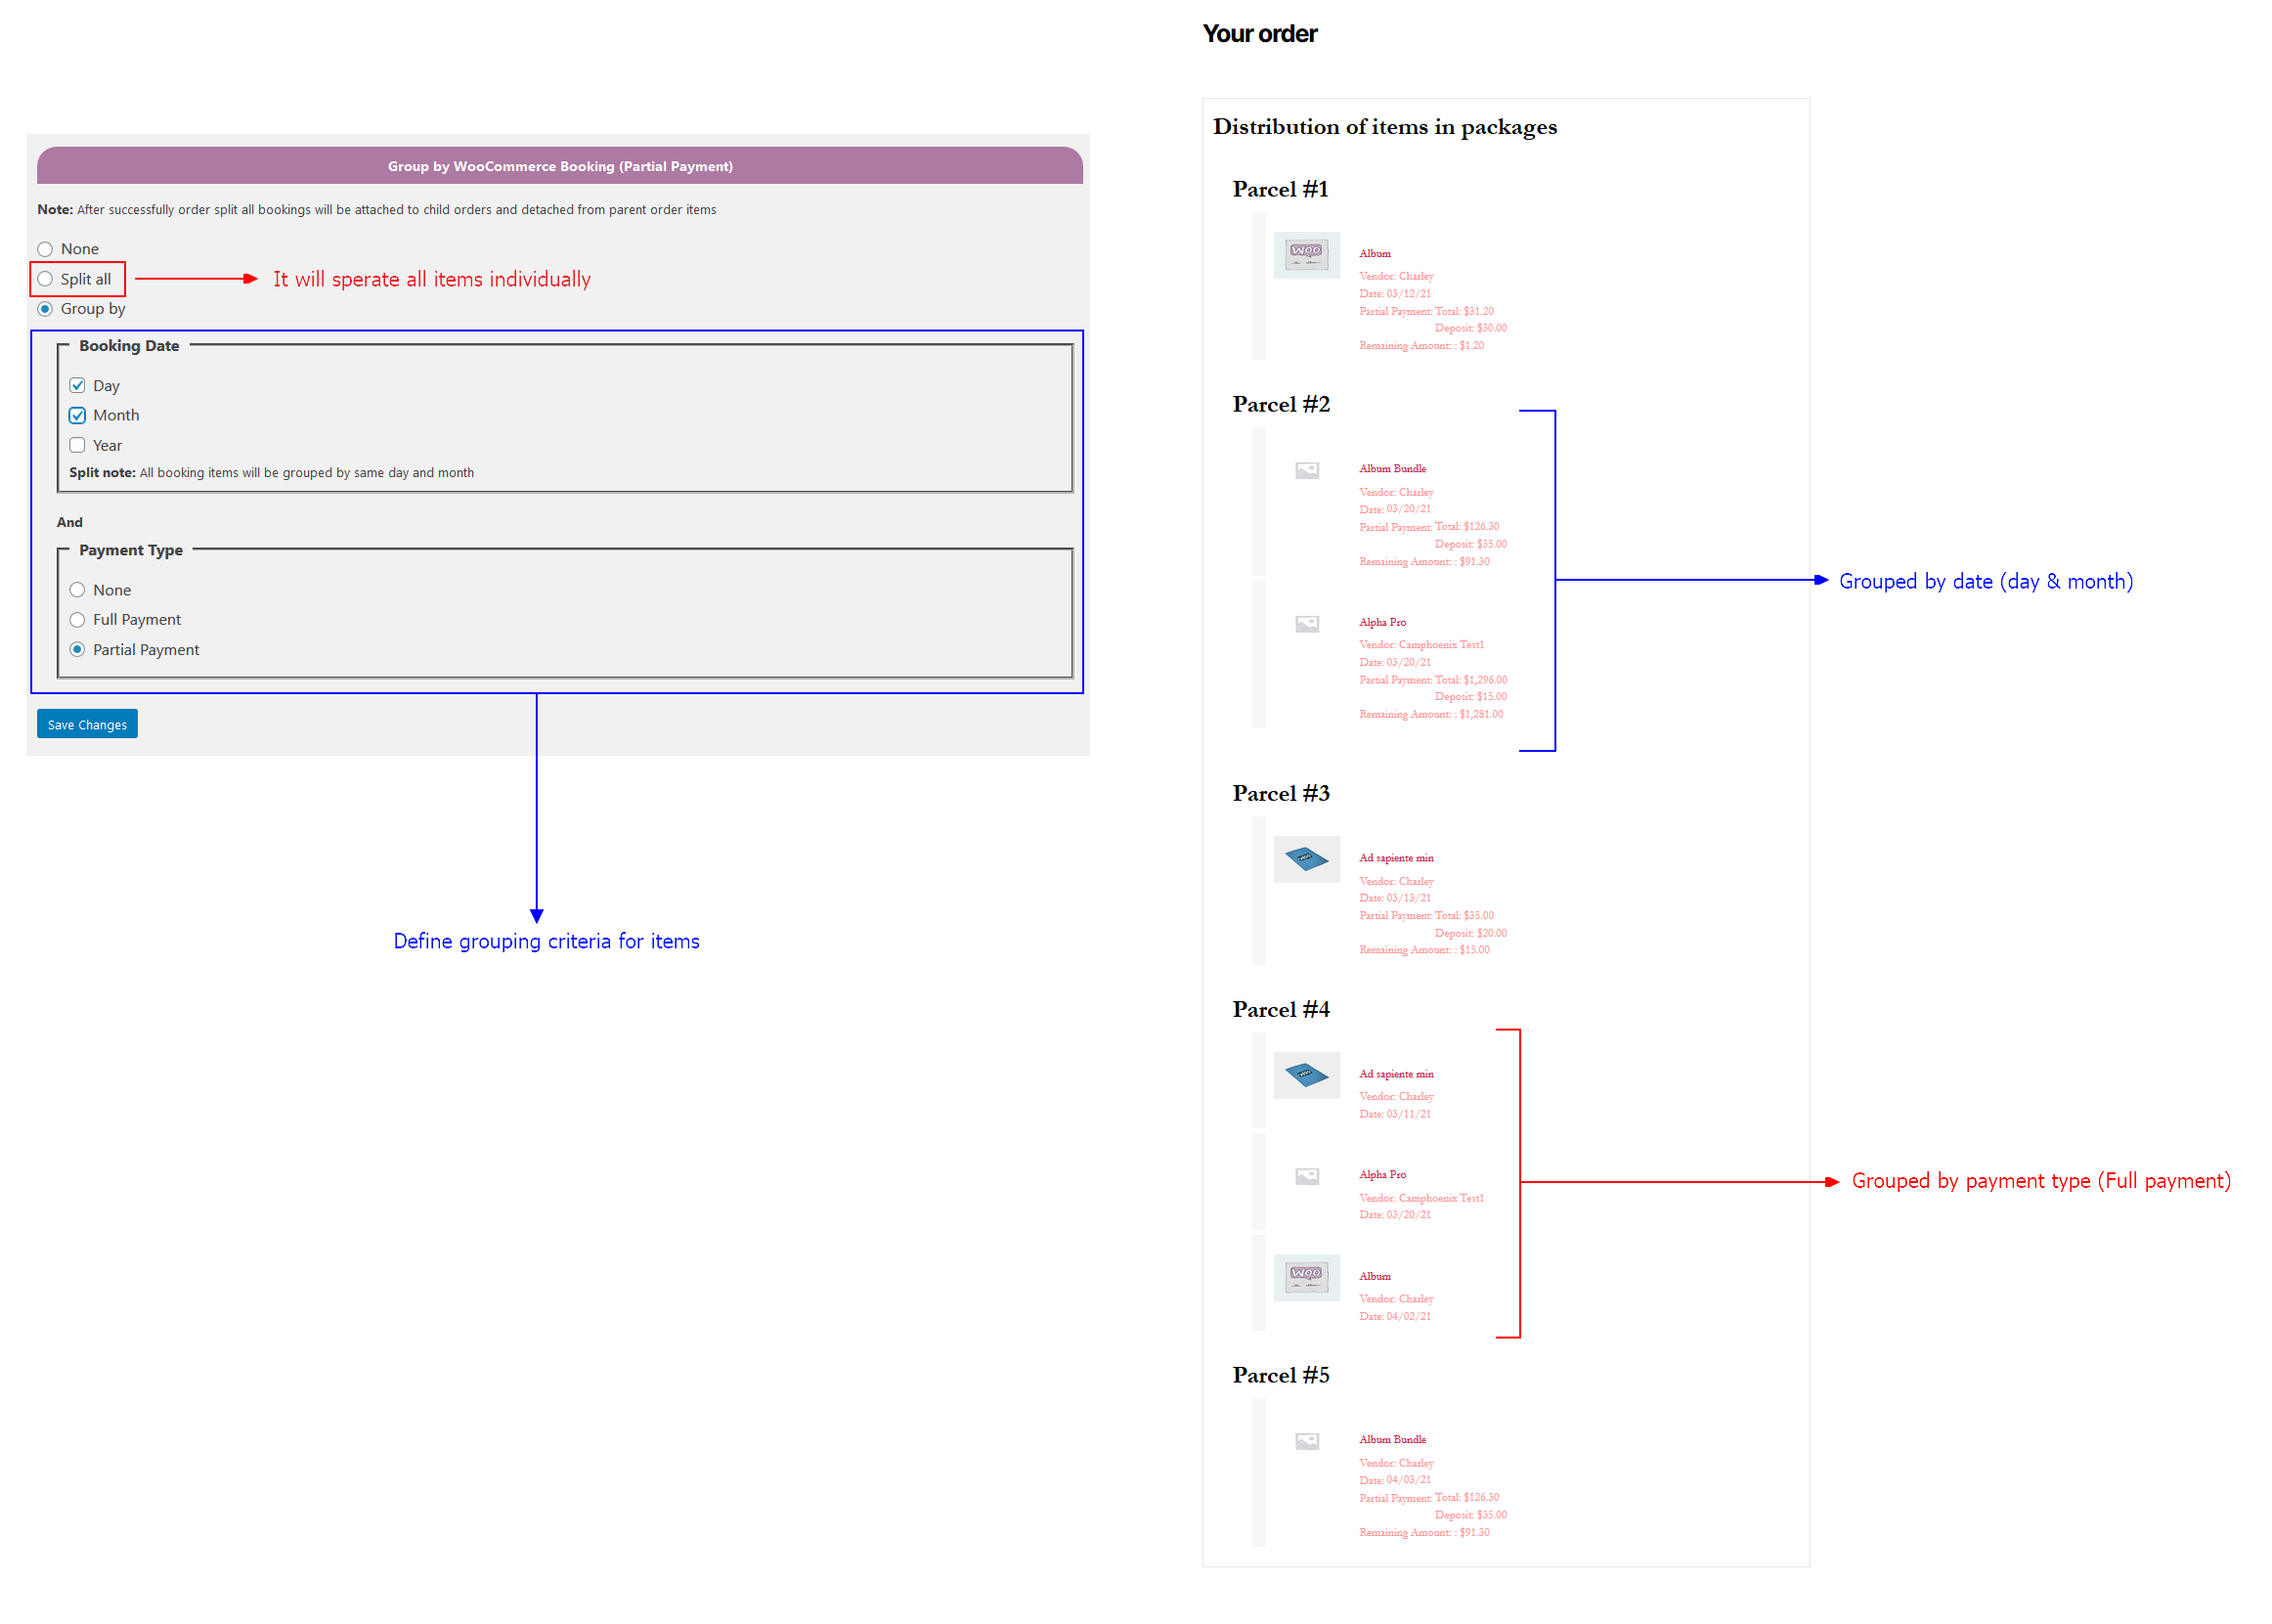 Your order
Group by WooCommerce Booking (Partial Payment)
Note: After successfully order split all bookings will be attached to child orders and detached from parent order items
None
Split all
It will sperate all items individually
Group by
Booking Date
Day
Month
Year
Split note: All booking items will be grouped by same day and month
And
Payment Type
None
Full Payment
Partial Payment
Save Changes
Define grouping criteria for items
Distribution of items in packages
Parcel #1
WOO
Album
Vendor: Charley
Date: 03/12/21
Partial Payment: Total: $31.20
Deposit: $30.00
Remaining Amount: : $1.20
Parcel #2
Album Bundle
Vendor: Charley
Date: 03/20/21
Partial Payment: Total: $126.30
Deposit: $35.00
Remaining Amount: : $91.30
Grouped by date (day & month)
Alpha Pro
Vendor: Camphoenix Test1
Date: 03/20/21
Partial Payment: Total: $1,296.00
Deposit: $15.00
Remaining Amount: : $1,281.00
Parcel #3
Ad sapiente min
Vendor: Charley
Date: 03/13/21
Partial Payment: Total: $35.00
Deposit: $20.00
Remaining Amount: : $15.00
Parcel #4
Ad sapiente min
Vendor: Charley
Date: 03/11/21
Alpha Pro
Vendor: Camphoenix Test1
Date: 03/20/21
Grouped by payment type (Full payment)
WOO
Album
Vendor: Charley
Date: 04/02/21
Parcel #5
Album Bundle
Vendor: Charley
Date: 04/03/21
Partial Payment: Total: $126.30
Deposit: $35.00
Remaining Amount: : $91.30